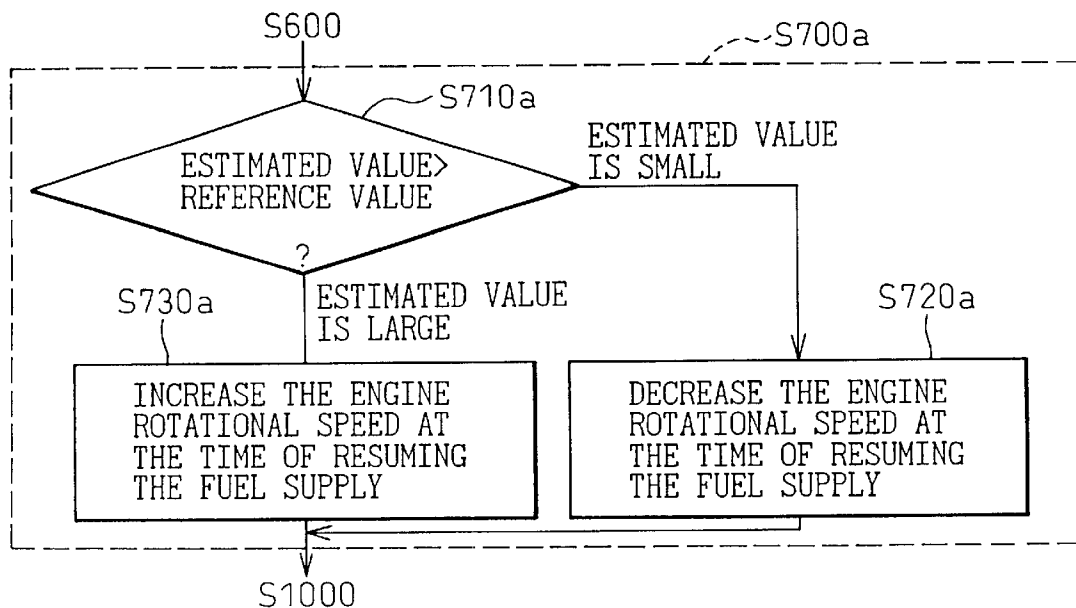 S600
S700a
S710a
ESTIMATED VALUE>
REFERENCE VALUE
?
ESTIMATED VALUE
IS SMALL
S730a
ESTIMATED VALUE
IS LARGE
S720a
INCREASE THE ENGINE
ROTATIONAL SPEED AT
THE TIME OF RESUMING
THE FUEL SUPPLY
DECREASE THE ENGINE
ROTATIONAL SPEED AT
THE TIME OF RESUMING
THE FUEL SUPPLY
S1000